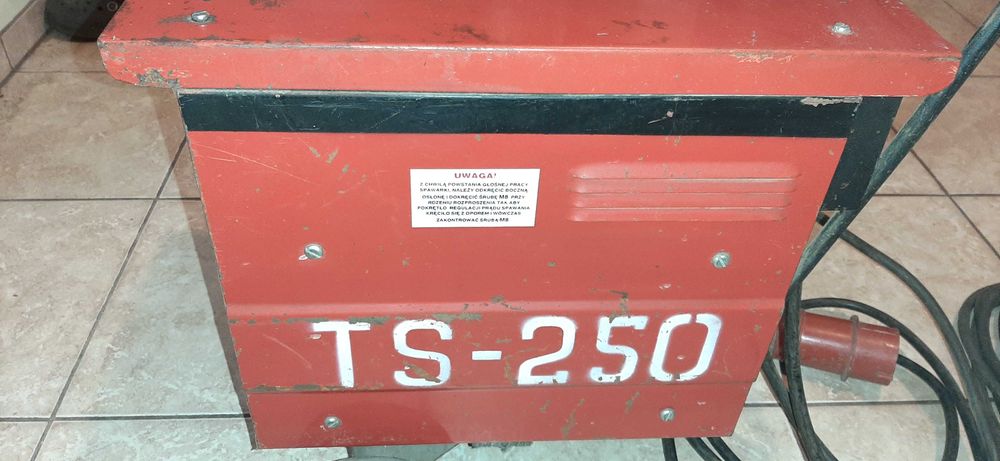 UWAGA!
Z CHWILĄ POWSTANIA GŁOŚNEJ PRACY
SPAWARKI, NALEŻY ODKRĘCIĆ BOCZNĄ
OSŁONĘ I DOKRĘCIĆ ŚRUBĘ M8 PRZY
RDZENIU ROZPROSZENIA TAK ABY
POKRĘTŁO REGULACJI PRĄDU SPAWANIA
KRĘCIŁO SIĘ Z OPOREM I WÓWCZAS
ZAKONTROWAĆ ŚRUBĄ M8
TS-250